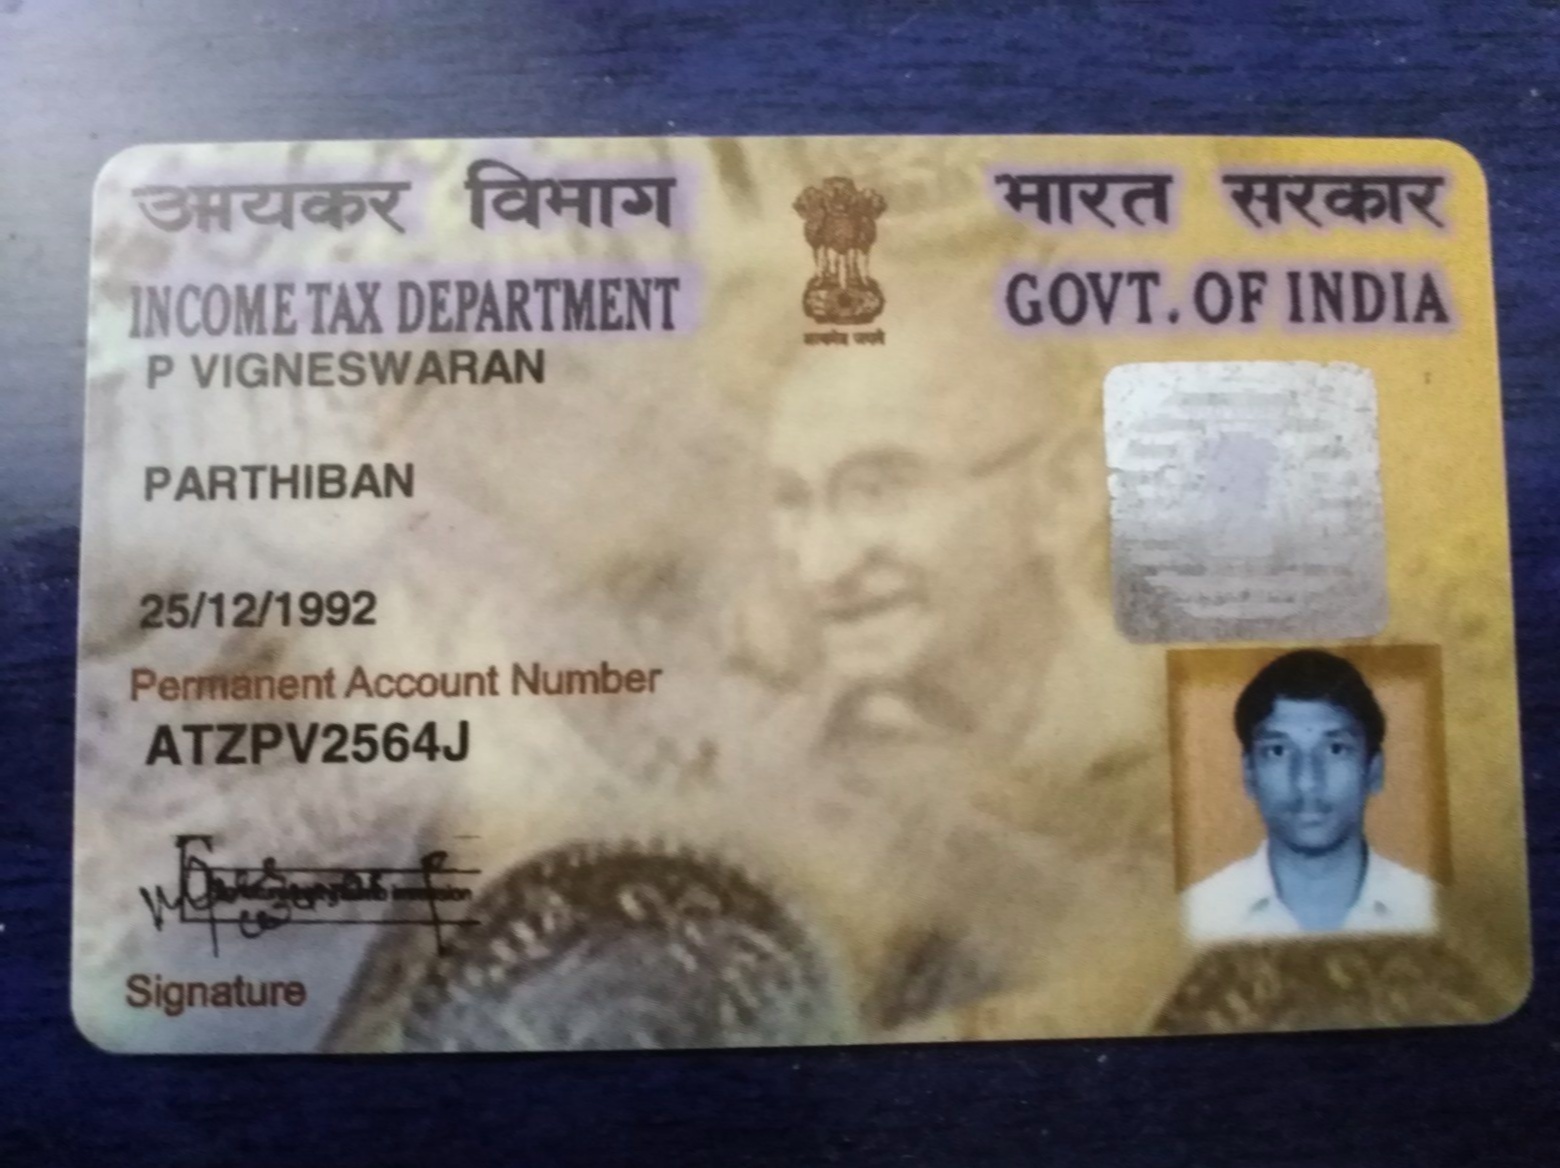 आयकर विभाग
भारत सरकार
INCOME TAX DEPARTMENT
GOVT. OF INDIA
सत्यमेव जयते
P VIGNESWARAN
PARTHIBAN
25/12/1992
Permanent Account Number
ATZPV2564J
Signature